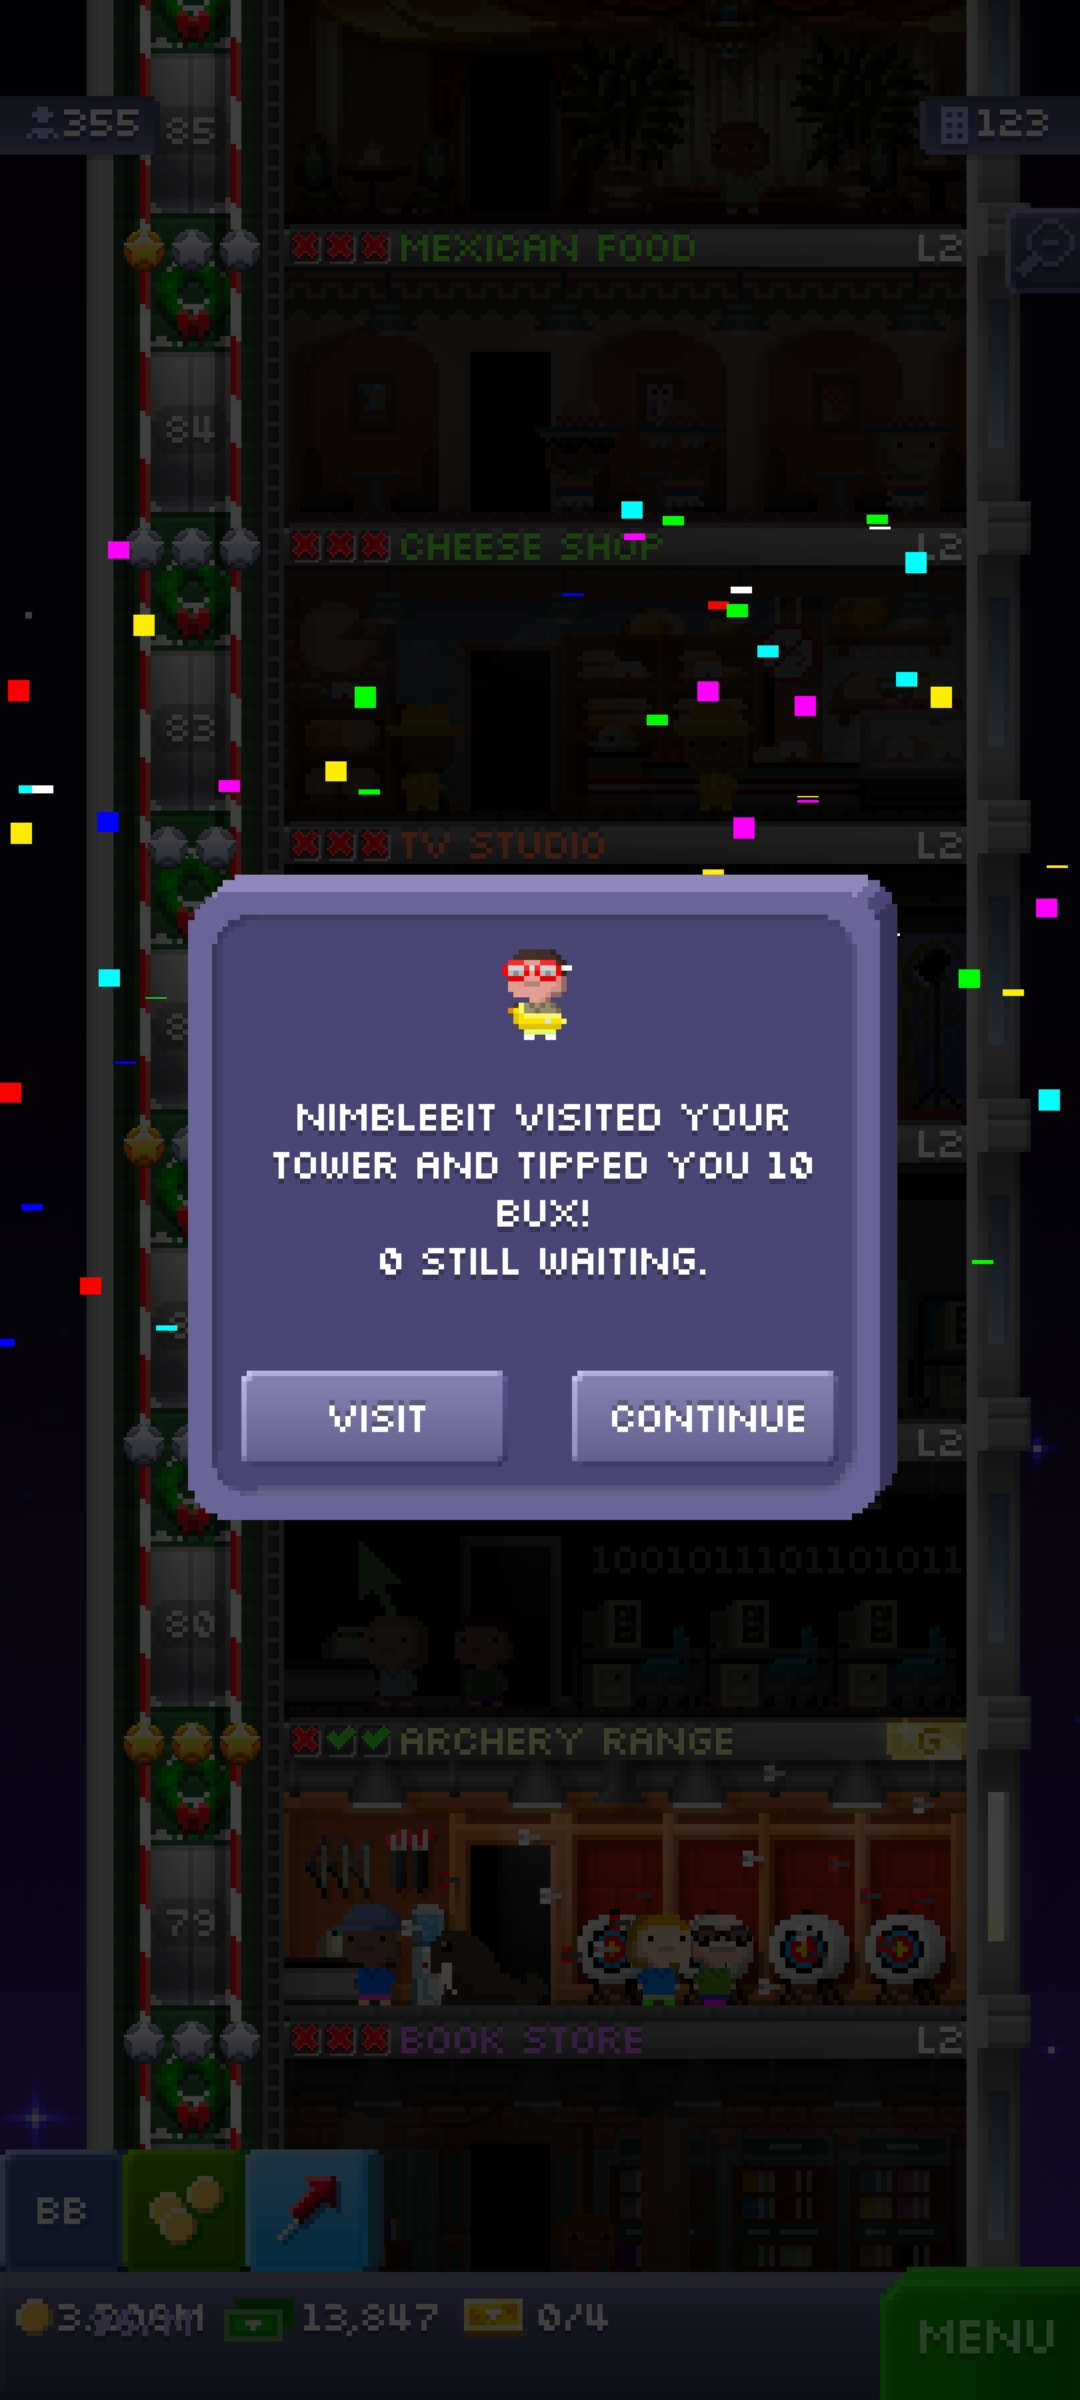 355
85
123
MEXICAN FOOD L2
84
CHEESE SHOP L2
83
TV STUDIO L2
NIMBLEBIT VISITED YOUR
TOWER AND TIPPED YOU 10
BUX!
0 STILL WAITING.
L2
VISIT
CONTINUE
L2
1001011101101011
80
ARCHERY RANGE G
79
BOOK STORE L2
BB
13,847
0/4
MENU